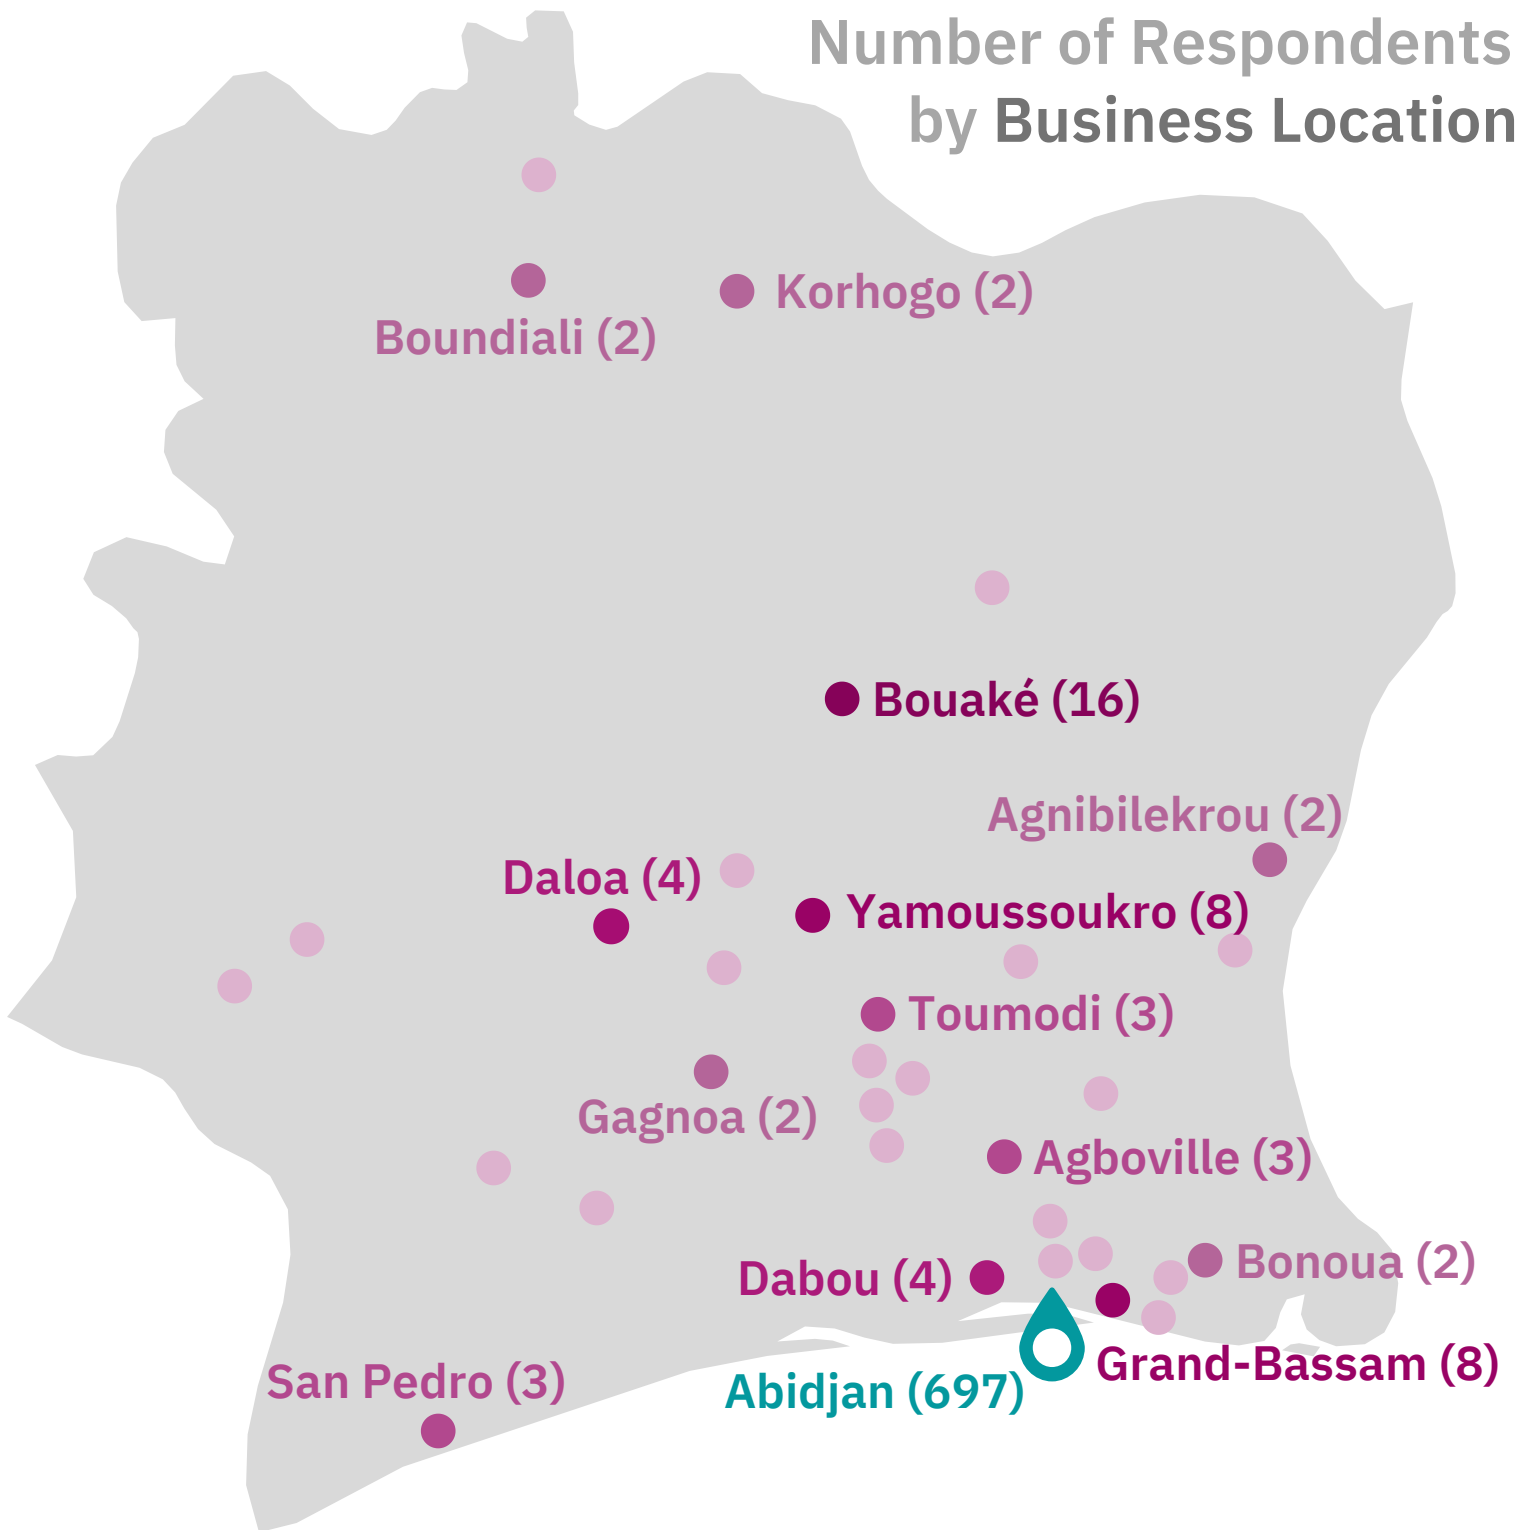 Number of Respondents
by Business Location
Korhogo (2)
Boundiali (2)
Bouaké (16)
Agnibilekrou (2)
Daloa (4)
Yamoussoukro (8)
Toumodi (3)
Gagnoa (2)
Agboville (3)
Bonoua (2)
Dabou (4)
Grand-Bassam (8)
San Pedro (3)
Abidjan (697)